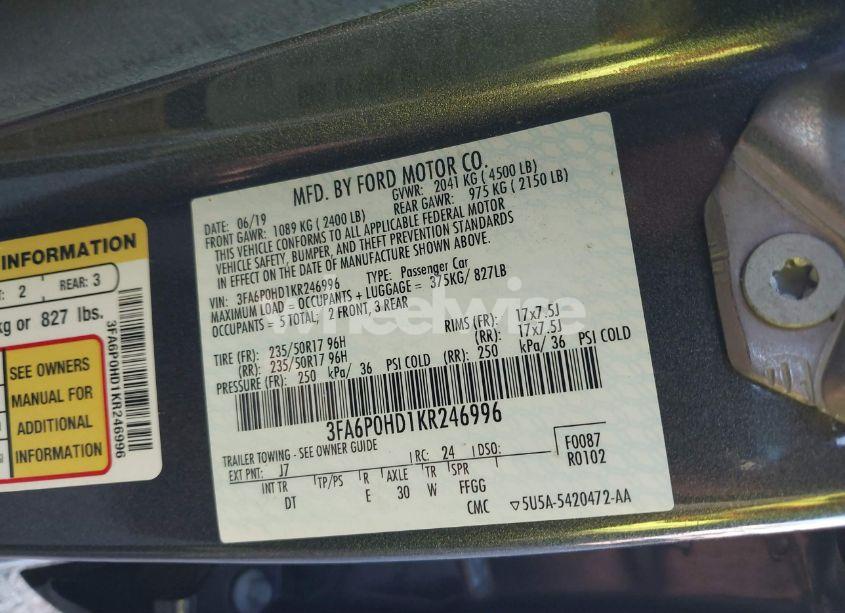 INFORMATION
2 REAR: 3
kg or 827 lbs.
SEE OWNERS
MANUAL FOR
ADDITIONAL
INFORMATION
3FA6P0HD1KR246996
MFD. BY FORD MOTOR CO.
DATE: 06/19 GVWR: 2041 KG ( 4500 LB)
FRONT GAWR: 1089 KG ( 2400 LB) REAR GAWR: 975 KG ( 2150 LB)
THIS VEHICLE CONFORMS TO ALL APPLICABLE FEDERAL MOTOR
VEHICLE SAFETY, BUMPER, AND THEFT PREVENTION STANDARDS
IN EFFECT ON THE DATE OF MANUFACTURE SHOWN ABOVE.
VIN: 3FA6P0HD1KR246996 TYPE: Passenger Car
MAXIMUM LOAD = OCCUPANTS + LUGGAGE = 375KG/ 827LB
OCCUPANTS = 5 TOTAL; 2 FRONT, 3 REAR
TIRE (FR): 235/50R17 96H RIMS (FR): 17x7.5J
(RR): 235/50R17 96H (RR): 17x7.5J
PRESSURE (FR): 250 kPa/ 36 PSI COLD (RR): 250 kPa/ 36 PSI COLD
3FA6P0HD1KR246996
TRAILER TOWING - SEE OWNER GUIDE
EXT PNT: J7 RC: 24 DSO: F0087
R0102
INT TR TP/PS R AXLE TR SPR
DT E 30 W FFGG
CMC ▽5U5A-5420472-AA
wheelwise